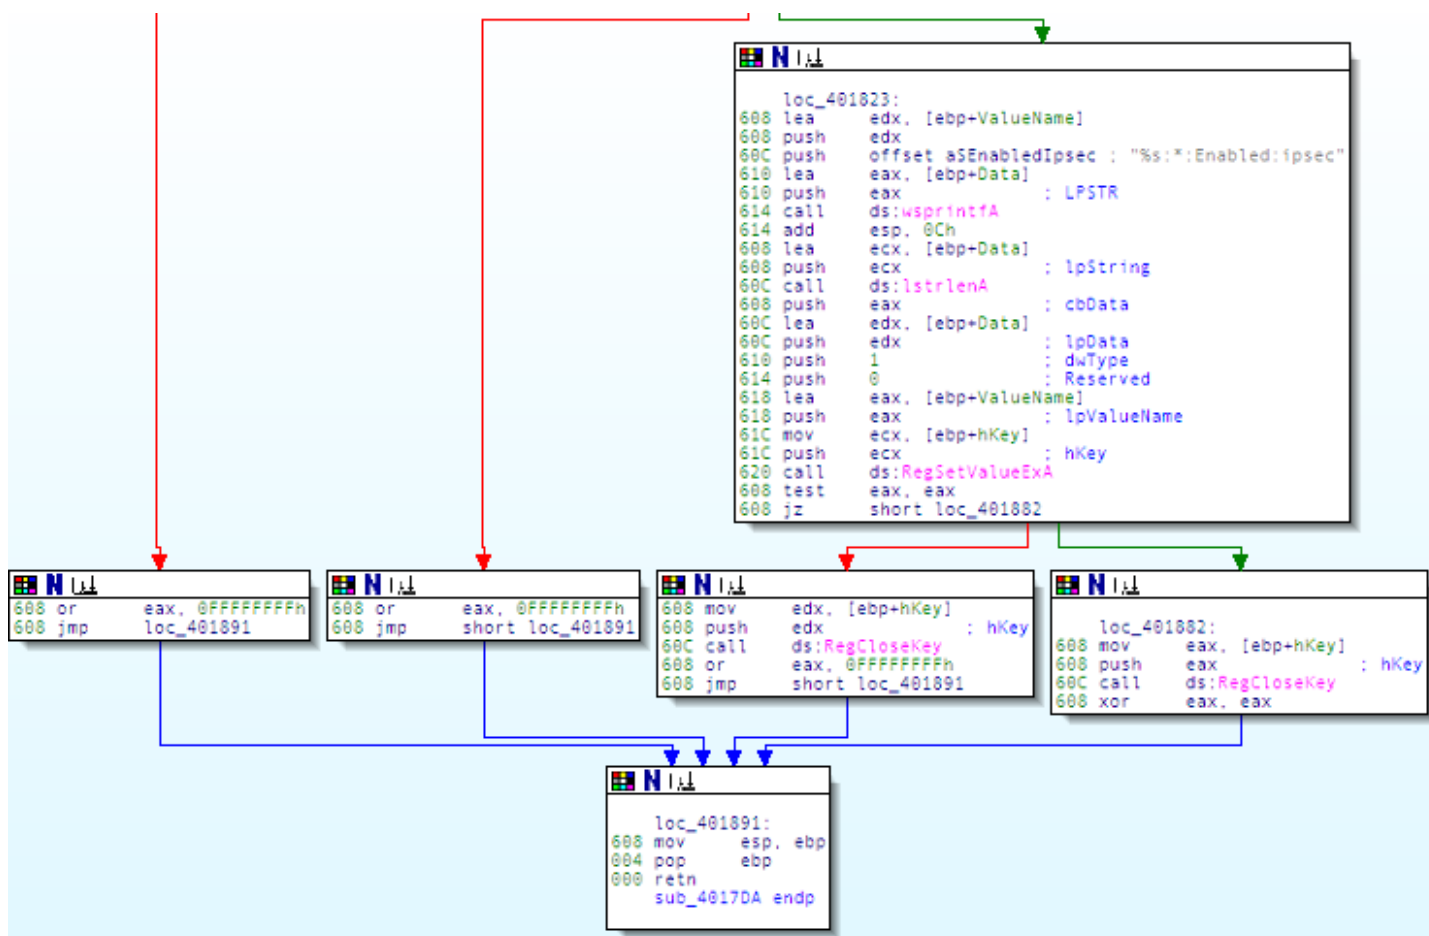 loc_401823:
608 lea edx, [ebp+ValueName]
608 push edx
60C push offset aSEnabledIpsec ; "%s:*:Enabled:ipsec"
610 lea eax, [ebp+Data]
610 push eax ; LPSTR
614 call ds:wsprintfA
614 add esp, 0Ch
608 lea ecx, [ebp+Data]
608 push ecx ; lpString
60C call ds:lstrlenA
608 push eax ; cbData
60C lea edx, [ebp+Data]
60C push edx ; lpData
610 push 1 ; dwType
614 push 0 ; Reserved
618 lea eax, [ebp+ValueName]
618 push eax ; lpValueName
61C mov ecx, [ebp+hKey]
61C push ecx ; hKey
620 call ds:RegSetValueExA
608 test eax, eax
608 jz short loc_401882
608 or eax, 0FFFFFFFFh
608 jmp loc_401891
608 or eax, 0FFFFFFFFh
608 jmp short loc_401891
608 mov edx, [ebp+hKey]
608 push edx ; hKey
60C call ds:RegCloseKey
608 or eax, 0FFFFFFFFh
608 jmp short loc_401891
loc_401882:
608 mov eax, [ebp+hKey]
608 push eax ; hKey
60C call ds:RegCloseKey
608 xor eax, eax
loc_401891:
608 mov esp, ebp
004 pop ebp
000 retn
sub_4017DA endp